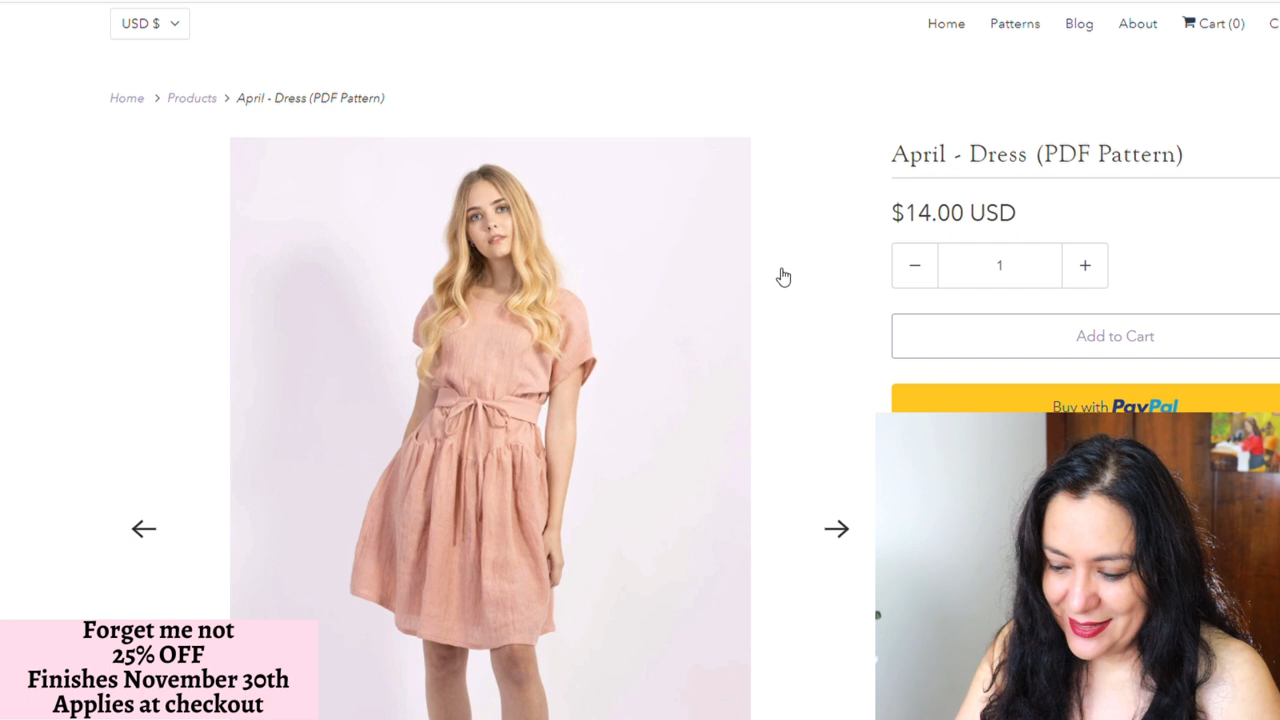 USD $
Home
Patterns
Blog
About
Cart (0)
Home > Products > April - Dress (PDF Pattern)
April - Dress (PDF Pattern)
$14.00 USD
− 1 +
Add to Cart
Buy with PayPal
Forget me not
25% OFF
Finishes November 30th
Applies at checkout